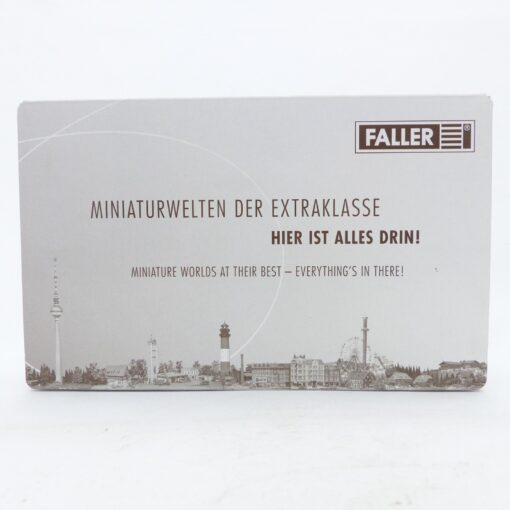 FALLER ®
MINIATURWELTEN DER EXTRAKLASSE
HIER IST ALLES DRIN!
MINIATURE WORLDS AT THEIR BEST – EVERYTHING'S IN THERE!